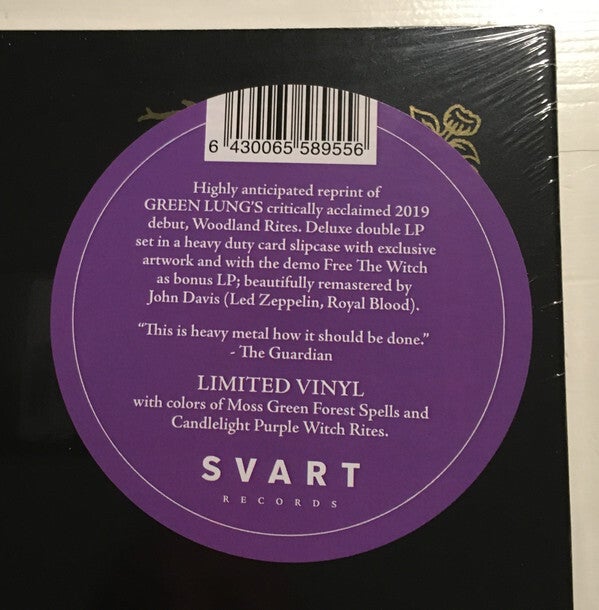 6 430065 589556
Highly anticipated reprint of
GREEN LUNG'S critically acclaimed 2019
debut, Woodland Rites. Deluxe double LP
set in a heavy duty card slipcase with exclusive
artwork and with the demo Free The Witch
as bonus LP; beautifully remastered by
John Davis (Led Zeppelin, Royal Blood).
“This is heavy metal how it should be done.”
- The Guardian
LIMITED VINYL
with colors of Moss Green Forest Spells and
Candlelight Purple Witch Rites.
SVART
RECORDS